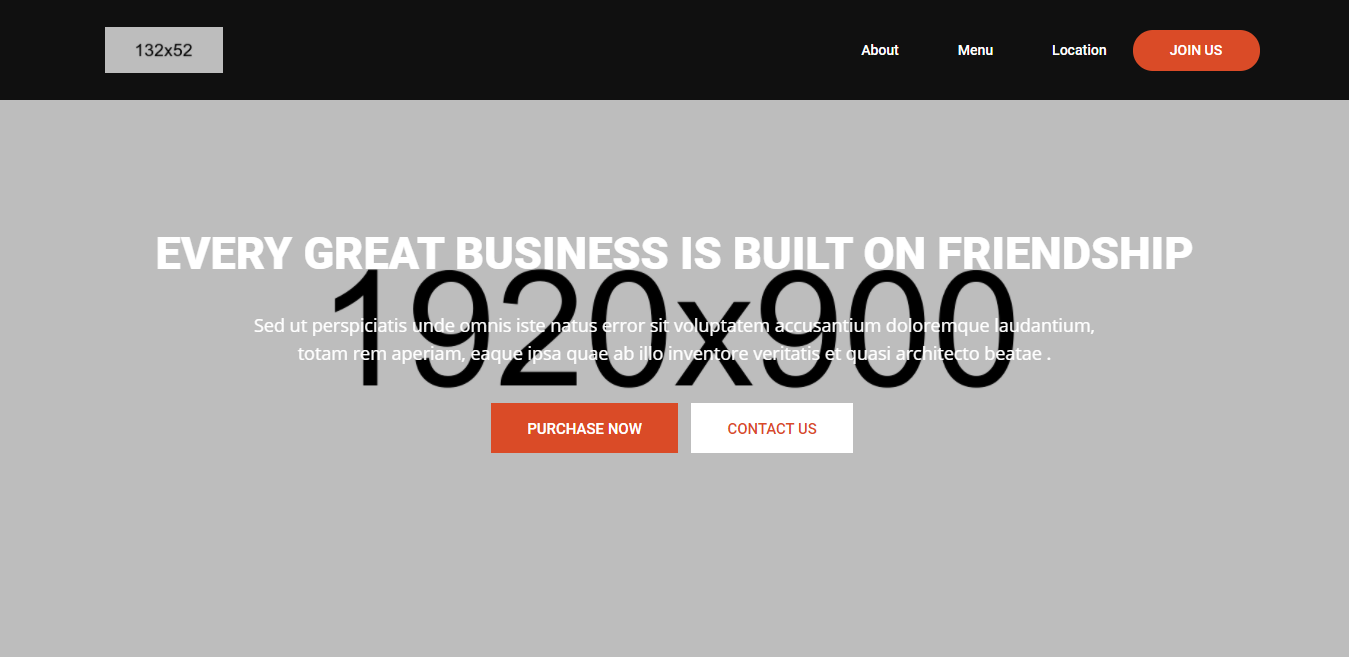 132x52
About
Menu
Location
JOIN US
EVERY GREAT BUSINESS IS BUILT ON FRIENDSHIP
1920x900
Sed ut perspiciatis unde omnis iste natus error sit voluptatem accusantium doloremque laudantium,
totam rem aperiam, eaque ipsa quae ab illo inventore veritatis et quasi architecto beatae .
PURCHASE NOW
CONTACT US